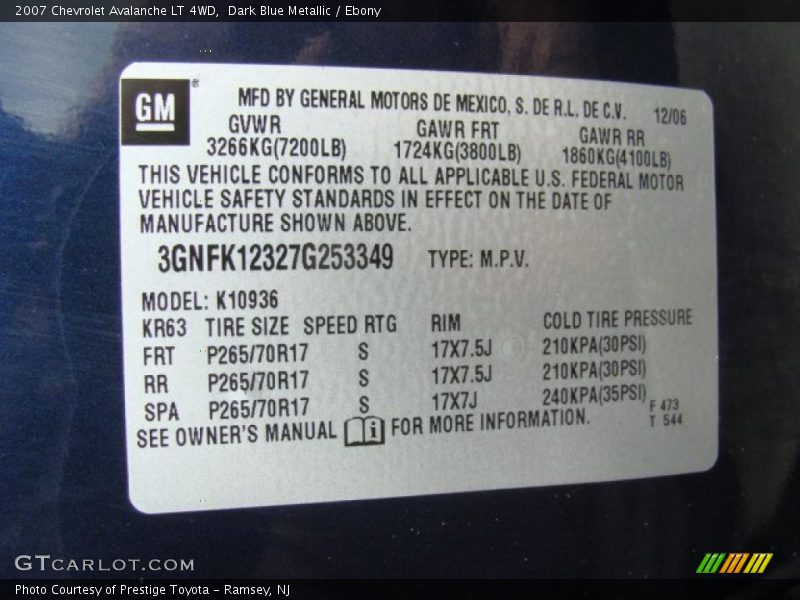 2007 Chevrolet Avalanche LT 4WD, Dark Blue Metallic / Ebony
GM ®
MFD BY GENERAL MOTORS DE MEXICO, S. DE R.L. DE C.V. 12/06
GVWR GAWR FRT GAWR RR
3266KG(7200LB) 1724KG(3800LB) 1860KG(4100LB)
THIS VEHICLE CONFORMS TO ALL APPLICABLE U.S. FEDERAL MOTOR
VEHICLE SAFETY STANDARDS IN EFFECT ON THE DATE OF
MANUFACTURE SHOWN ABOVE.
3GNFK12327G253349 TYPE: M.P.V.
MODEL: K10936
KR63 TIRE SIZE SPEED RTG RIM COLD TIRE PRESSURE
FRT P265/70R17 S 17X7.5J 210KPA(30PSI)
RR P265/70R17 S 17X7.5J 210KPA(30PSI)
SPA P265/70R17 S 17X7J 240KPA(35PSI)
F 473
T 544
SEE OWNER'S MANUAL i FOR MORE INFORMATION.
GTCARLOT.COM
Photo Courtesy of Prestige Toyota - Ramsey, NJ